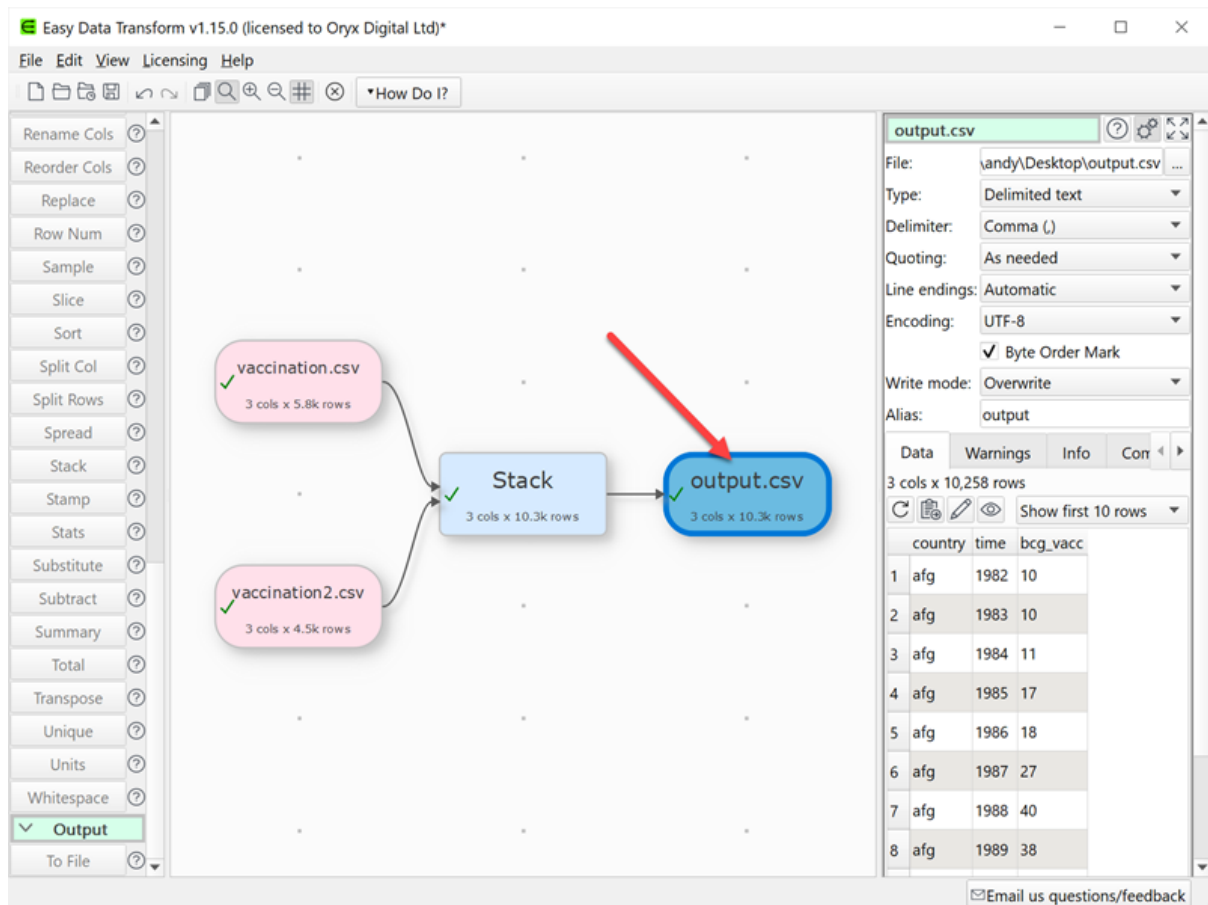 Easy Data Transform v1.15.0 (licensed to Oryx Digital Ltd)*
File Edit View Licensing Help
▾How Do I?
Rename Cols
Reorder Cols
Replace
Row Num
Sample
Slice
Sort
Split Col
Split Rows
Spread
Stack
Stamp
Stats
Substitute
Subtract
Summary
Total
Transpose
Unique
Units
Whitespace
Output
To File
vaccination.csv
3 cols x 5.8k rows
vaccination2.csv
3 cols x 4.5k rows
Stack
3 cols x 10.3k rows
output.csv
3 cols x 10.3k rows
output.csv
File: \andy\Desktop\output.csv ...
Type: Delimited text
Delimiter: Comma (,)
Quoting: As needed
Line endings: Automatic
Encoding: UTF-8
Byte Order Mark
Write mode: Overwrite
Alias: output
Data Warnings Info
3 cols x 10,258 rows
Show first 10 rows
country time bcg_vacc
1 afg 1982 10
2 afg 1983 10
3 afg 1984 11
4 afg 1985 17
5 afg 1986 18
6 afg 1987 27
7 afg 1988 40
8 afg 1989 38
Email us questions/feedback